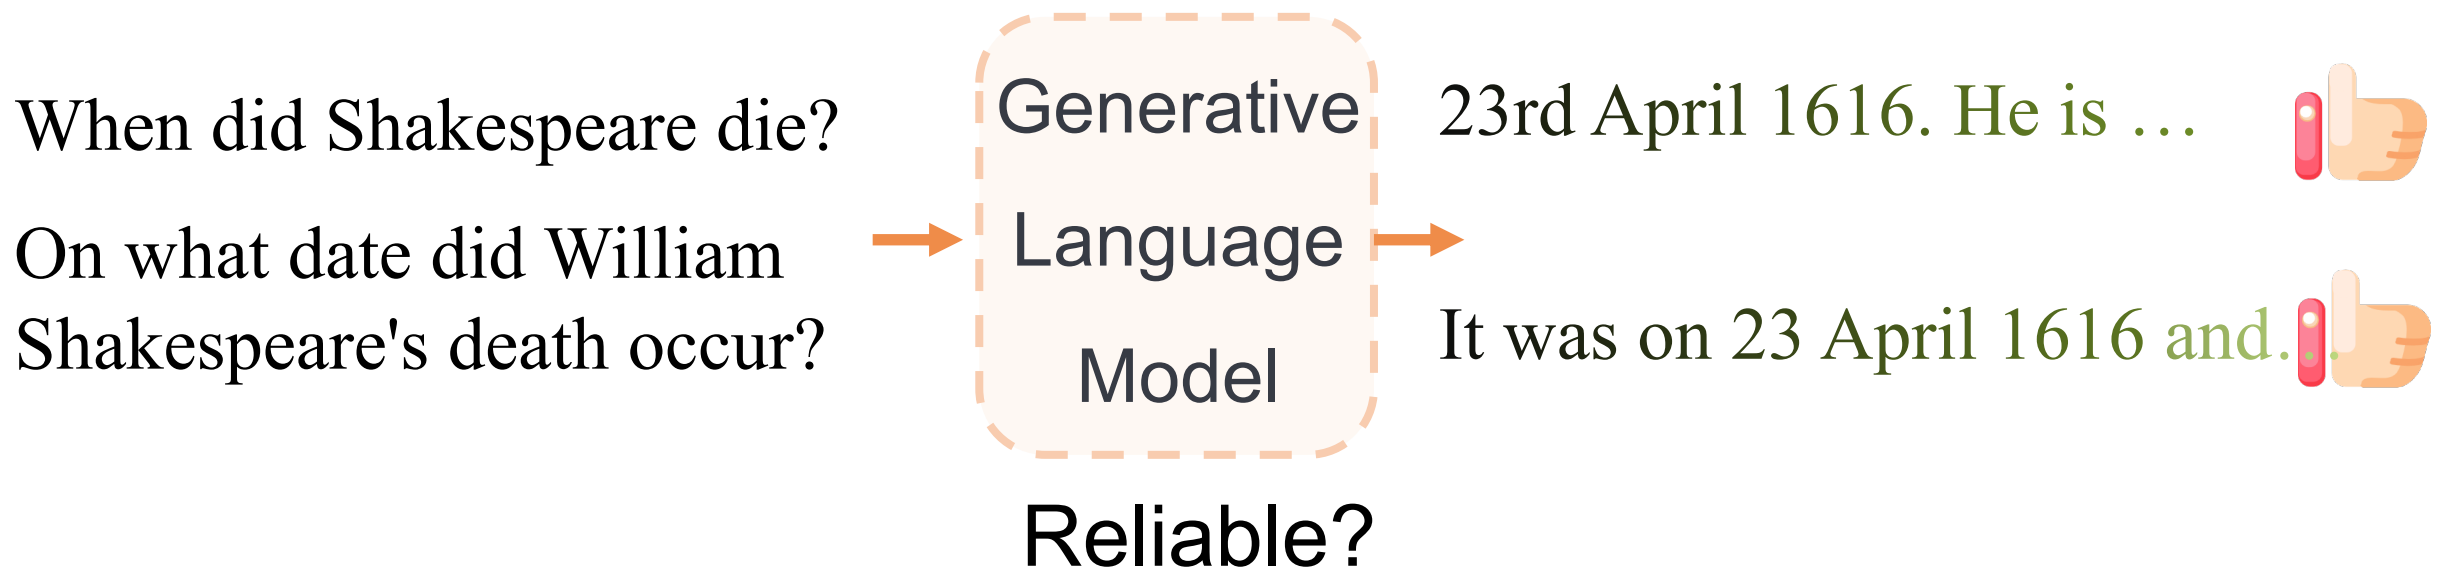 When did Shakespeare die?
On what date did William
Shakespeare's death occur?
Generative
Language
Model
23rd April 1616. He is …
It was on 23 April 1616 and…
Reliable?